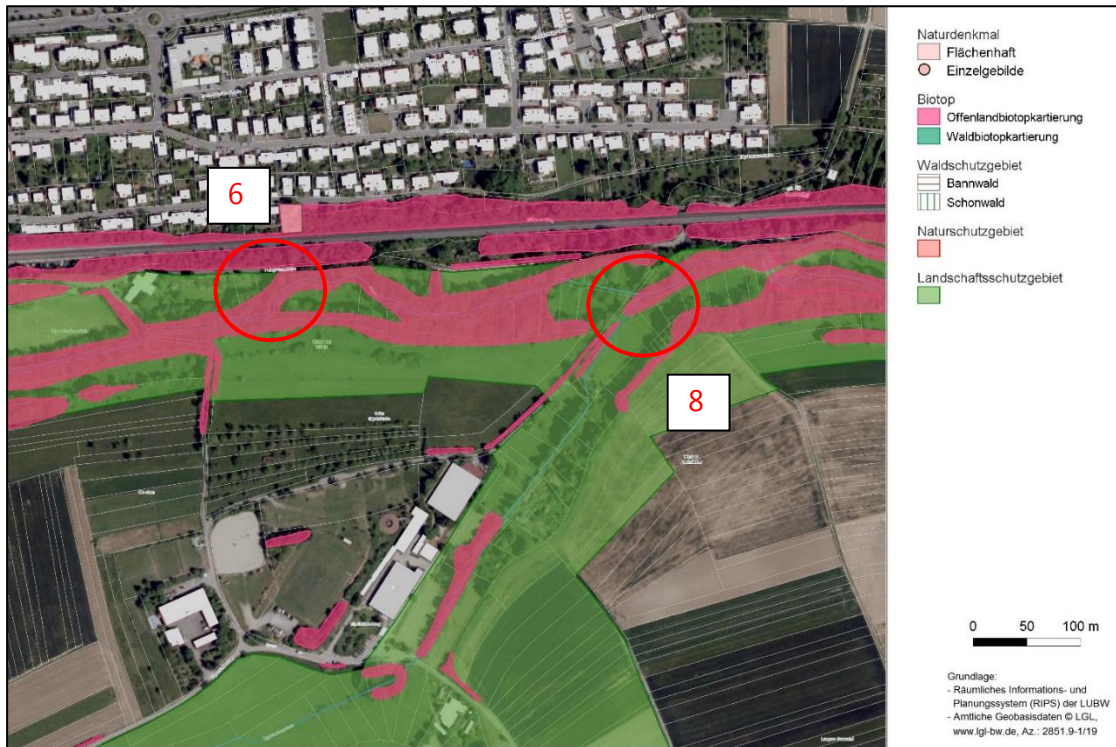 6
8
Naturdenkmal
Flächenhaft
Einzelgebilde
Biotop
Offenlandbiotopkartierung
Waldbiotopkartierung
Waldschutzgebiet
Bannwald
Schonwald
Naturschutzgebiet
Landschaftsschutzgebiet
0 50 100 m
Grundlage:
- Räumliches Informations- und
Planungssystem (RIPS) der LUBW
- Amtliche Geobasisdaten © LGL,
www.lgl-bw.de, Az.: 2851.9-1/19